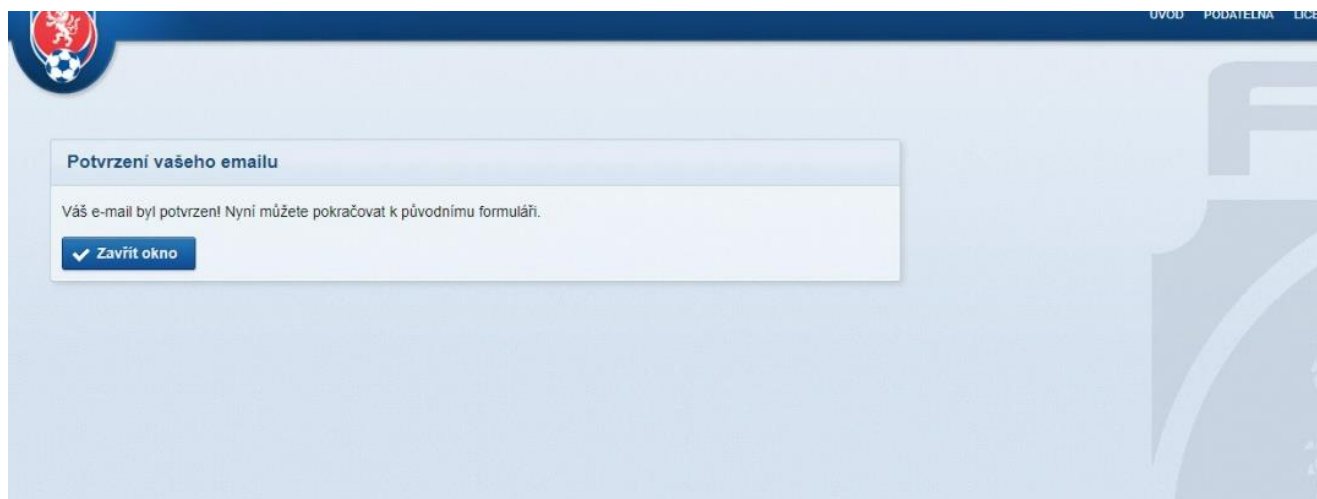 ÚVOD PODATELNA
Potvrzení vašeho emailu
Váš e-mail byl potvrzen! Nyní můžete pokračovat k původnímu formuláři.
Zavřít okno